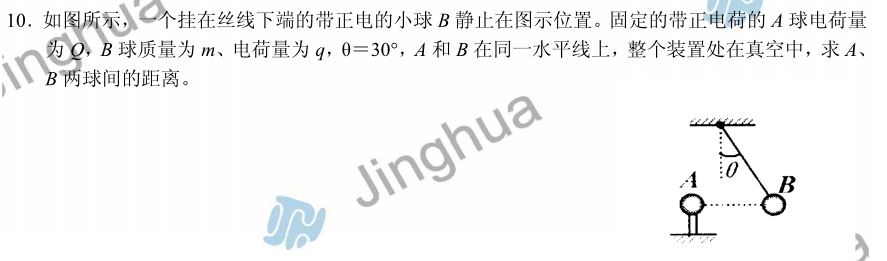 10．如图所示，一个挂在丝线下端的带正电的小球 B 静止在图示位置。固定的带正电荷的 A 球电荷量
为 Q，B 球质量为 m、电荷量为 q，θ＝30°，A 和 B 在同一水平线上，整个装置处在真空中，求 A、
B 两球间的距离。
jinghua
Jinghua
θ
A
B